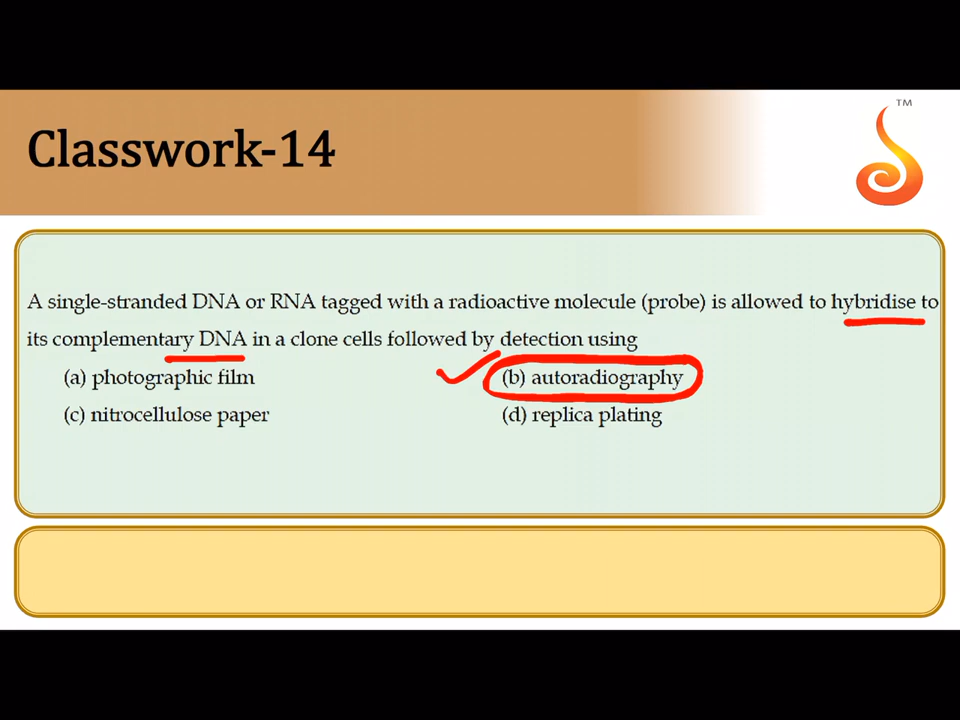 TM
Classwork-14
A single-stranded DNA or RNA tagged with a radioactive molecule (probe) is allowed to hybridise to
its complementary DNA in a clone cells followed by detection using
(a) photographic film (b) autoradiography
(c) nitrocellulose paper (d) replica plating